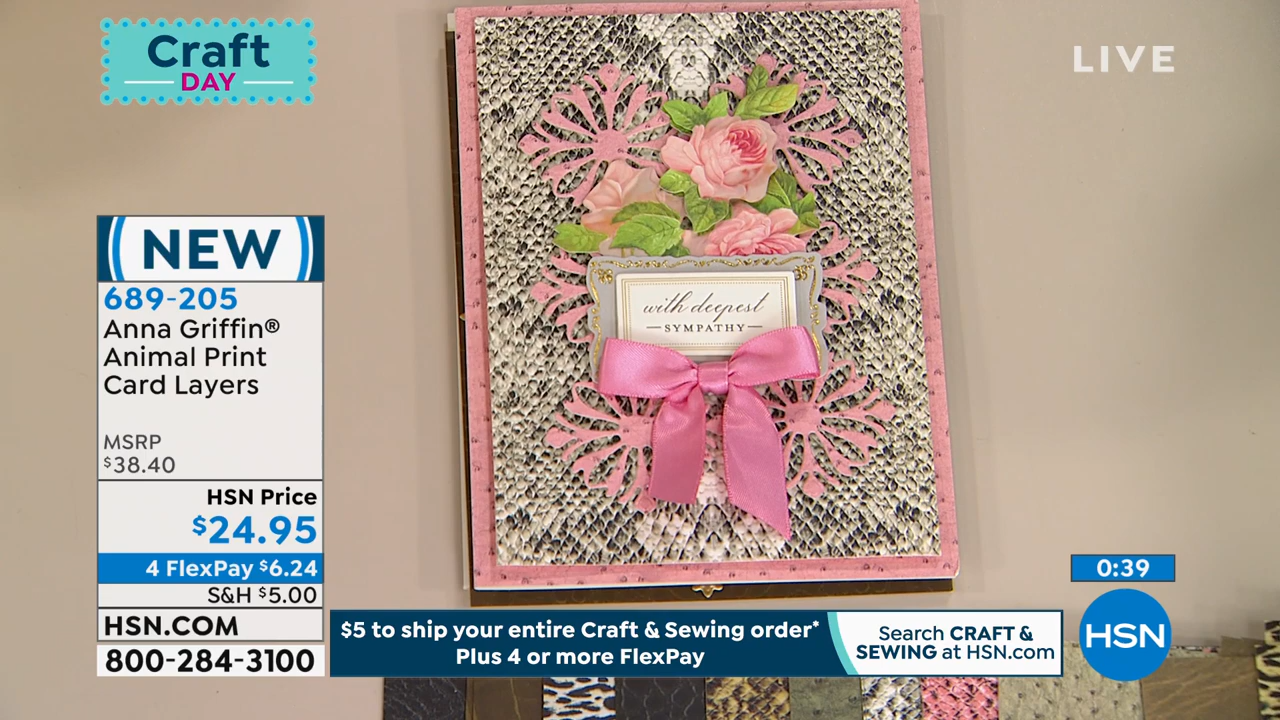 Craft
DAY
LIVE
NEW
689-205
Anna Griffin®
Animal Print
Card Layers
MSRP
$38.40
HSN Price
$24.95
4 FlexPay $6.24
S&H $5.00
HSN.COM
800-284-3100
with deepest
SYMPATHY
$5 to ship your entire Craft & Sewing order*
Plus 4 or more FlexPay
Search CRAFT &
SEWING at HSN.com
0:39
HSN